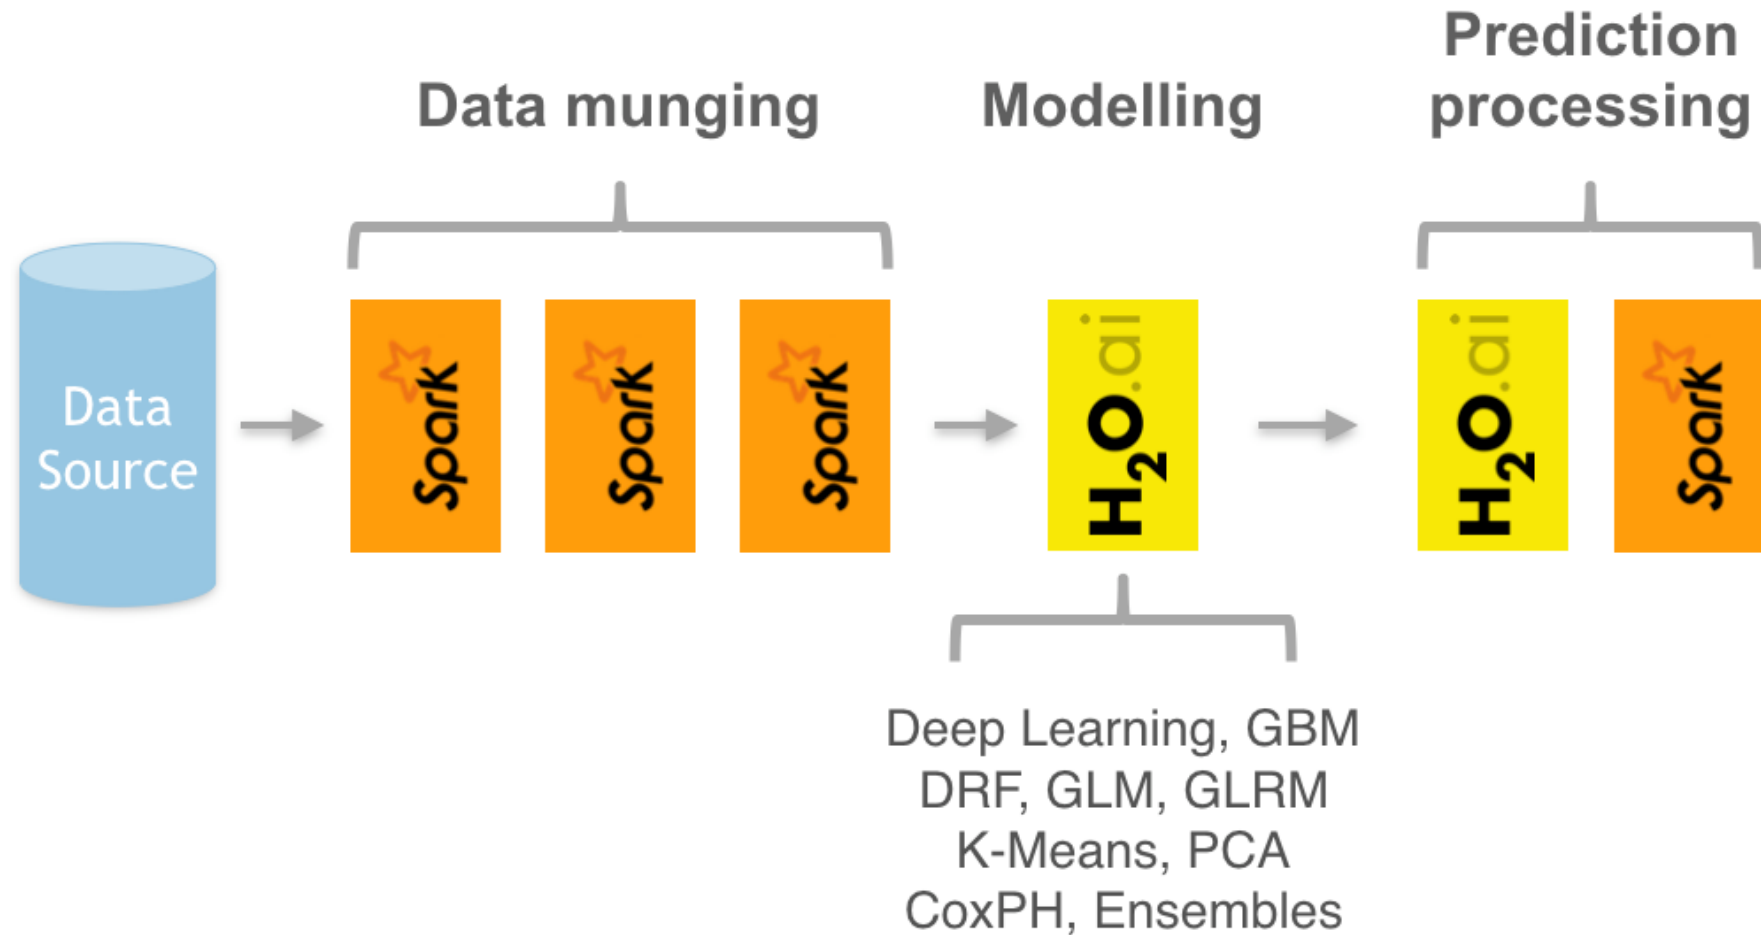 Prediction
processing
Data munging
Modelling
Data
Source
Spark
Spark
Spark
H2O.ai
H2O.ai
Spark
Deep Learning, GBM
DRF, GLM, GLRM
K-Means, PCA
CoxPH, Ensembles